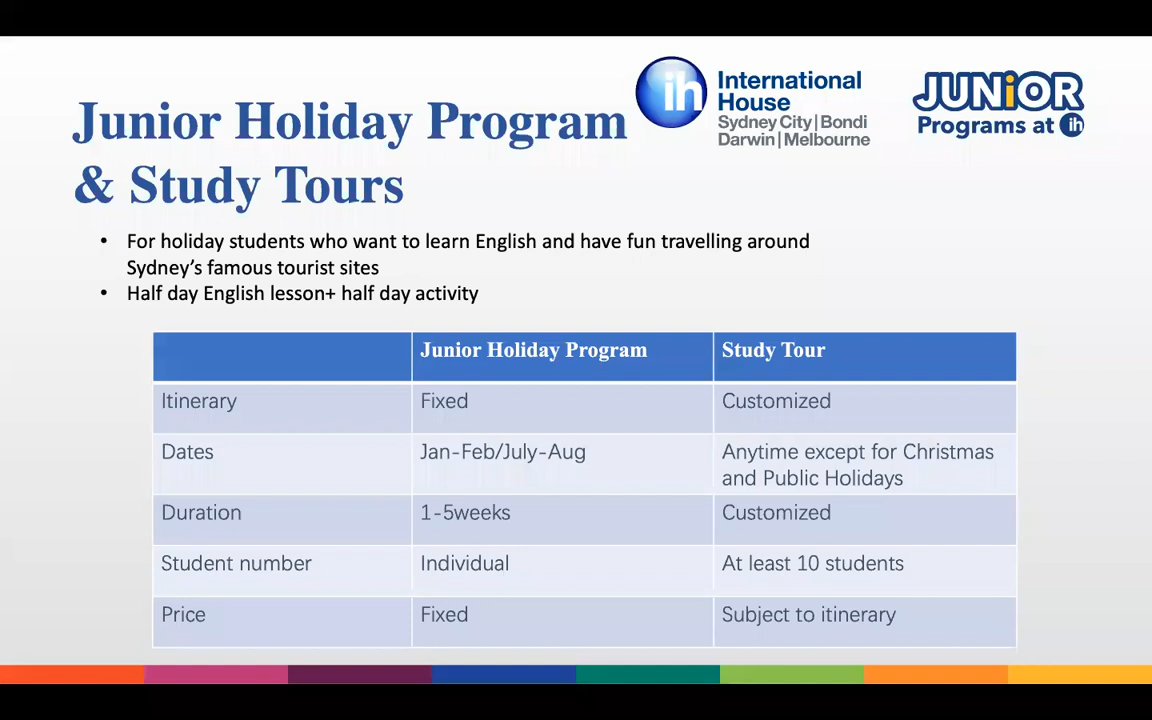 Junior Holiday Program
& Study Tours
ih
International
House
Sydney City|Bondi
Darwin|Melbourne
JUNiOR
Programs at ih
• For holiday students who want to learn English and have fun travelling around
Sydney’s famous tourist sites
• Half day English lesson+ half day activity
Junior Holiday Program Study Tour
Itinerary Fixed Customized
Dates Jan-Feb/July-Aug Anytime except for Christmas
and Public Holidays
Duration 1-5weeks Customized
Student number Individual At least 10 students
Price Fixed Subject to itinerary